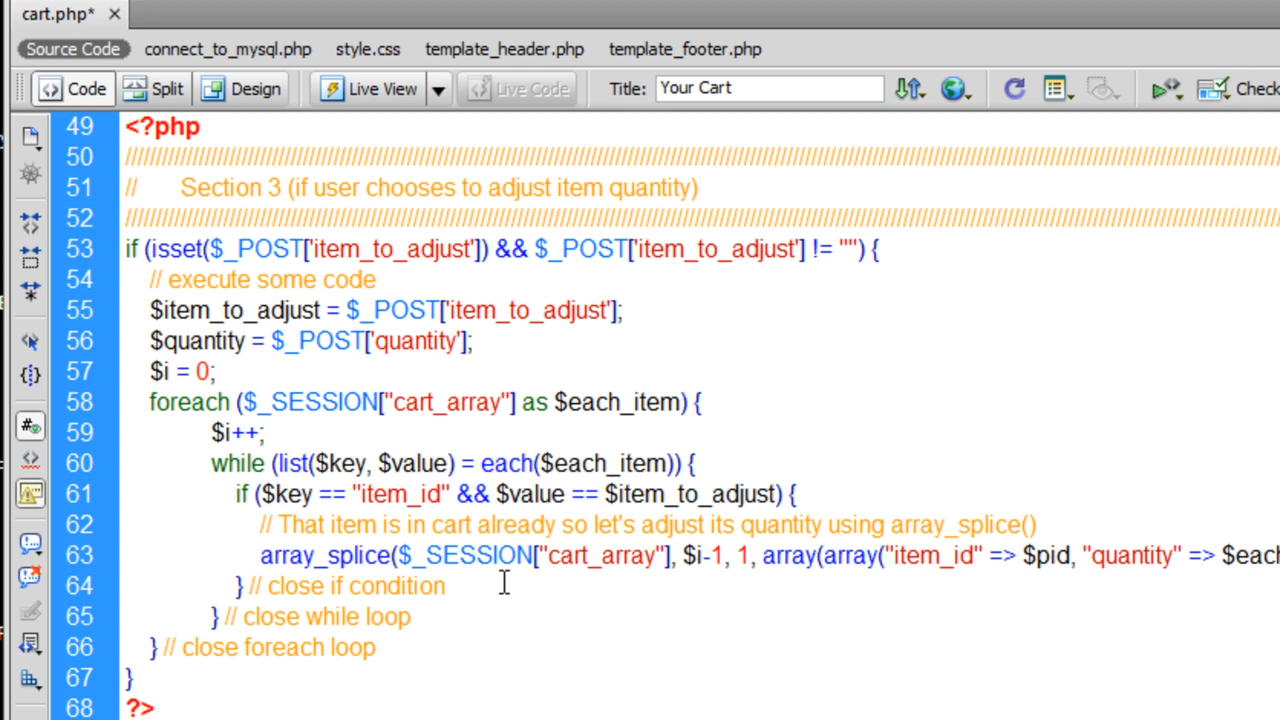 cart.php*
Source Code connect_to_mysql.php style.css template_header.php template_footer.php
Code Split Design Live View Live Code Title: Your Cart Check
49 <?php
50 ////////////////////////////////////////////////////////////////////////////////////////////////
51 // Section 3 (if user chooses to adjust item quantity)
52 ////////////////////////////////////////////////////////////////////////////////////////////////
53 if (isset($_POST['item_to_adjust']) && $_POST['item_to_adjust'] != "") {
54 // execute some code
55 $item_to_adjust = $_POST['item_to_adjust'];
56 $quantity = $_POST['quantity'];
57 $i = 0;
58 foreach ($_SESSION["cart_array"] as $each_item) {
59 $i++;
60 while (list($key, $value) = each($each_item)) {
61 if ($key == "item_id" && $value == $item_to_adjust) {
62 // That item is in cart already so let's adjust its quantity using array_splice()
63 array_splice($_SESSION["cart_array"], $i-1, 1, array(array("item_id" => $pid, "quantity" => $eac
64 } // close if condition
65 } // close while loop
66 } // close foreach loop
67 }
68 ?>